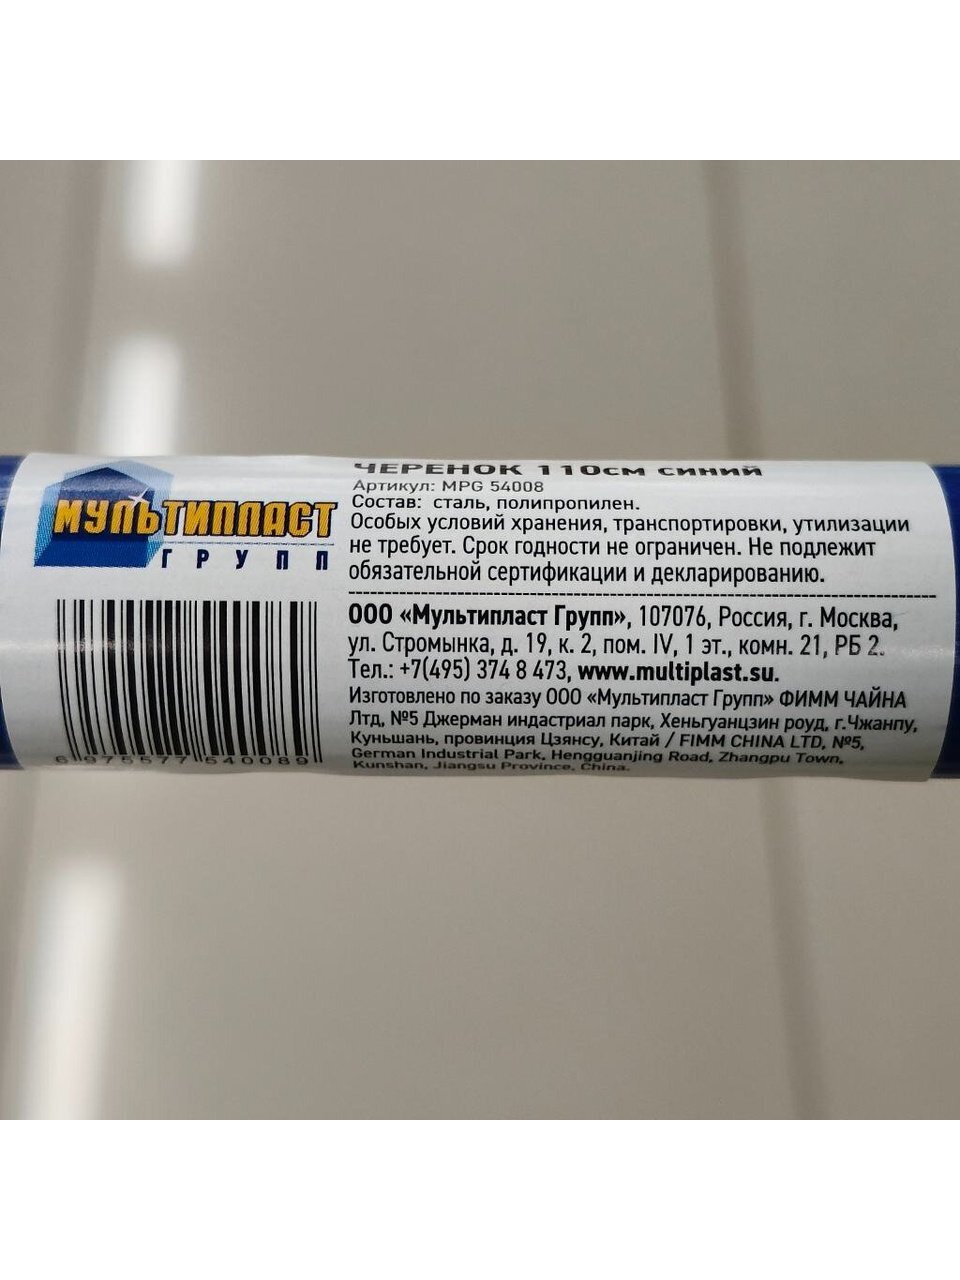 МУЛЬТИПЛАСТ
ГРУПП
6 975577 540089
ЧЕРЕНОК 110см синий
Артикул: MPG 54008
Состав: сталь, полипропилен.
Особых условий хранения, транспортировки, утилизации
не требует. Срок годности не ограничен. Не подлежит
обязательной сертификации и декларированию.
ООО «Мультипласт Групп», 107076, Россия, г. Москва,
ул. Стромынка, д. 19, к. 2, пом. IV, 1 эт., комн. 21, РБ 2.
Тел.: +7(495) 374 8 473, www.multiplast.su.
Изготовлено по заказу ООО «Мультипласт Групп» ФИММ ЧАЙНА
Лтд, №5 Джерман индастриал парк, Хеньгуанцзин роуд, г.Чжанпу,
Куньшань, провинция Цзянсу, Китай / FIMM CHINA LTD, №5,
German Industrial Park, Hengguanjing Road, Zhangpu Town,
Kunshan, Jiangsu Province, China.